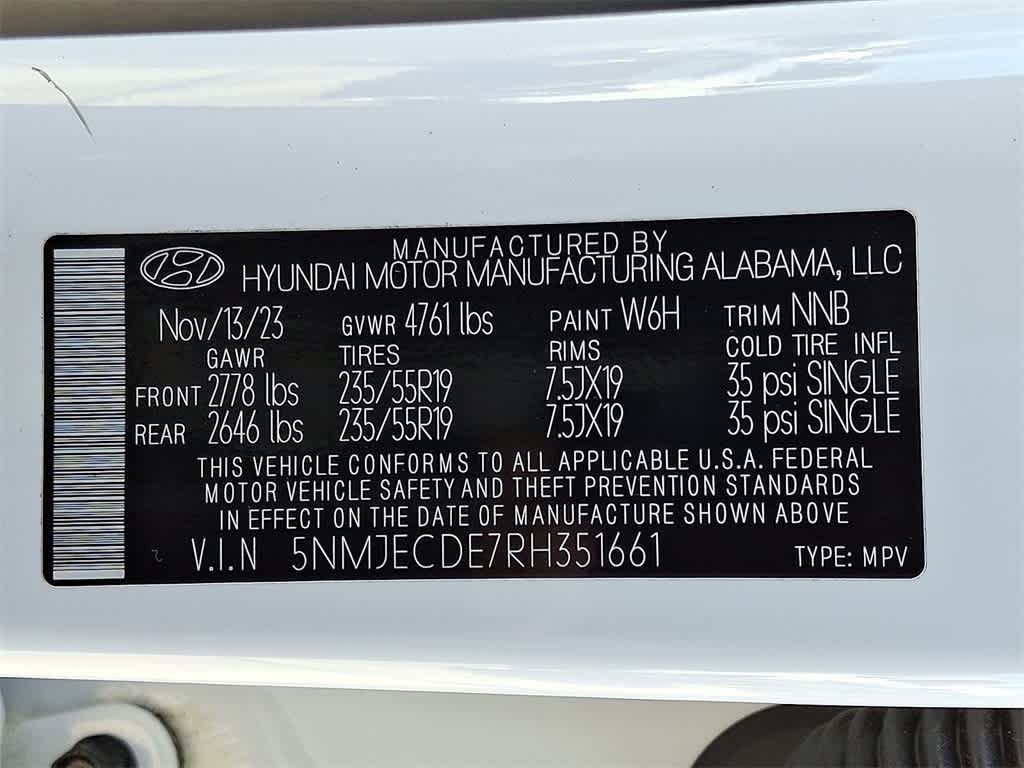 MANUFACTURED BY
HYUNDAI MOTOR MANUFACTURING ALABAMA, LLC
Nov/13/23 GVWR 4761 lbs PAINT W6H TRIM NNB
GAWR TIRES RIMS COLD TIRE INFL
FRONT 2778 lbs 235/55R19 7.5JX19 35 psi SINGLE
REAR 2646 lbs 235/55R19 7.5JX19 35 psi SINGLE
THIS VEHICLE CONFORMS TO ALL APPLICABLE U.S.A. FEDERAL
MOTOR VEHICLE SAFETY AND THEFT PREVENTION STANDARDS
IN EFFECT ON THE DATE OF MANUFACTURE SHOWN ABOVE
V.I.N 5NMJECDE7RH351661 TYPE: MPV